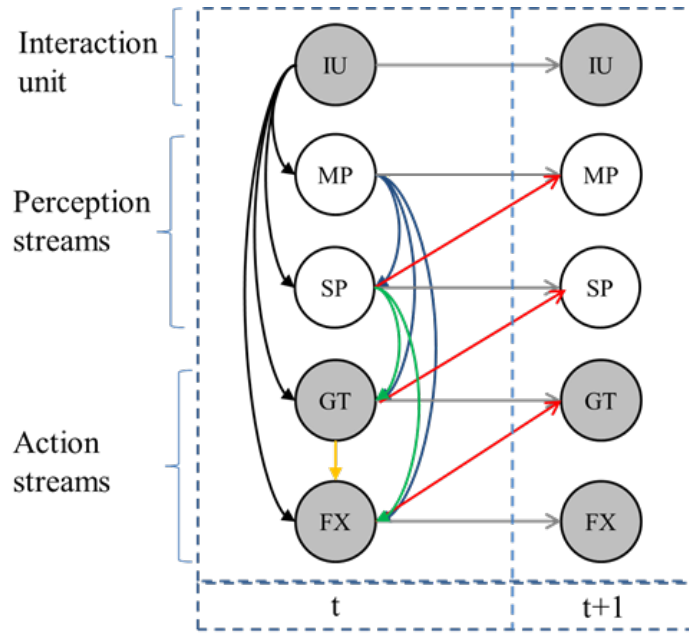 Interaction
unit
IU
IU
MP
MP
Perception
streams
SP
SP
GT
GT
Action
streams
FX
FX
t
t+1